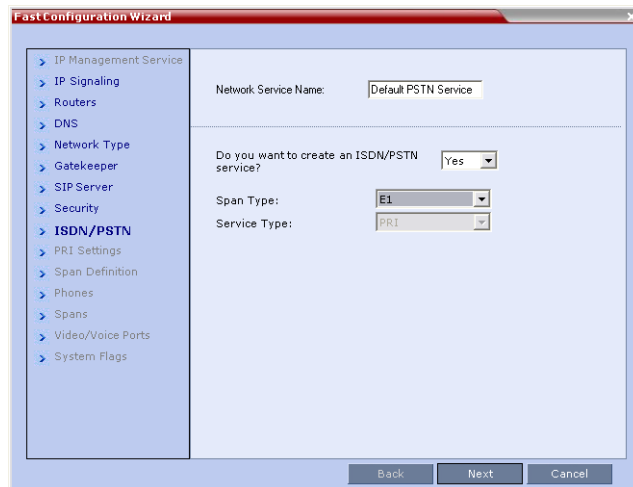 Fast Configuration Wizard
IP Management Service
IP Signaling
Routers
DNS
Network Type
Gatekeeper
SIP Server
Security
ISDN/PSTN
PRI Settings
Span Definition
Phones
Spans
Video/Voice Ports
System Flags
Network Service Name: Default PSTN Service
Do you want to create an ISDN/PSTN
service? Yes
Span Type: E1
Service Type: PRI
Back Next Cancel